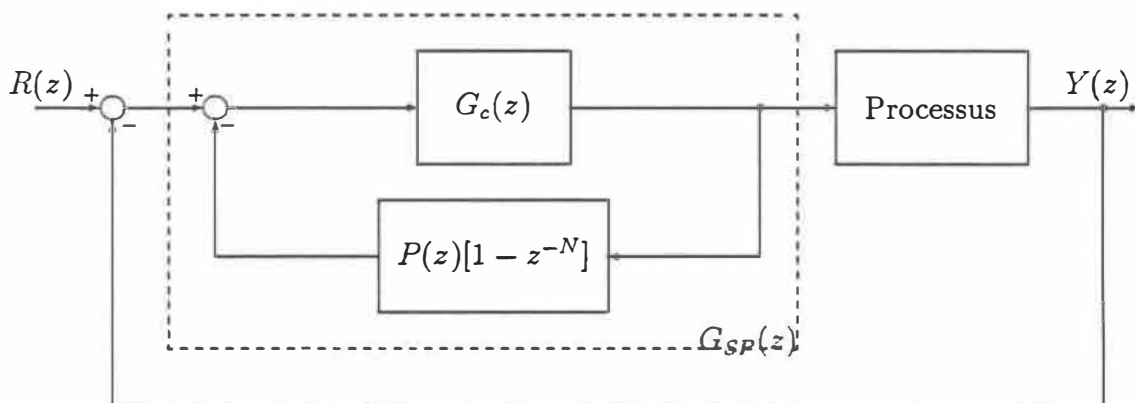 R(z)
+
−
+
−
G_c(z)
Processus
Y(z)
P(z)[1 − z^{-N}]
G_{SP}(z)